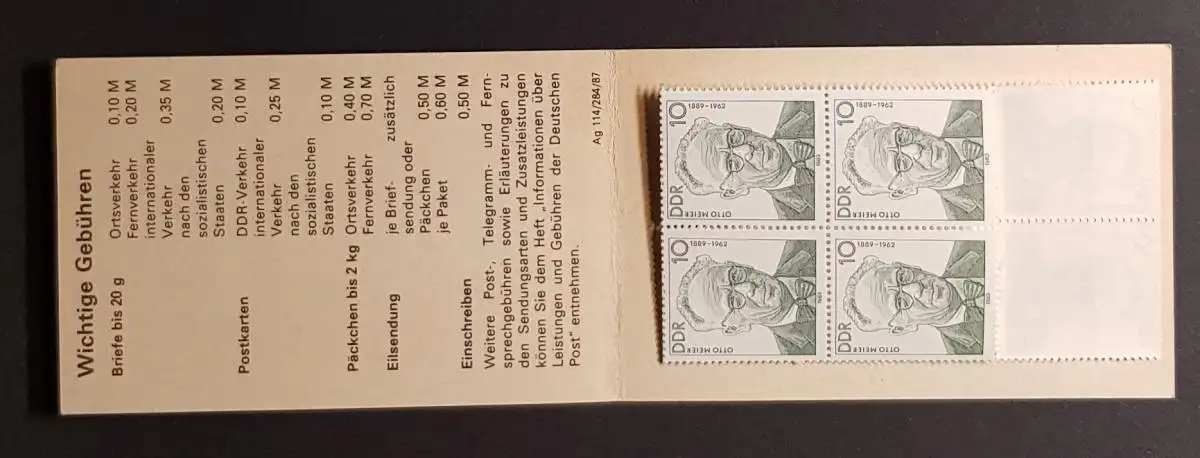 Wichtige Gebühren
Briefe bis 20 g Ortsverkehr 0,10 M
Fernverkehr 0,20 M
internationaler
Verkehr 0,35 M
nach den
sozialistischen
Staaten 0,20 M
Postkarten DDR-Verkehr 0,10 M
internationaler
Verkehr 0,25 M
nach den
sozialistischen
Staaten 0,10 M
Päckchen bis 2 kg Ortsverkehr 0,40 M
Fernverkehr 0,70 M
Eilsendung je Brief- zusätzlich
sendung oder
Päckchen 0,50 M
je Paket 0,60 M
Einschreiben 0,50 M
Weitere Post-, Telegramm- und Fern-
sprechgebühren sowie Erläuterungen zu
den Sendungsarten und Zusatzleistungen
können Sie dem Heft „Informationen über
Leistungen und Gebühren der Deutschen
Post“ entnehmen.
Ag 114/284/87
DDR 10
OTTO MEIER
1889–1962
1989
DDR 10
OTTO MEIER
1889–1962
1989
DDR 10
OTTO MEIER
1889–1962
1989
DDR 10
OTTO MEIER
1889–1962
1989